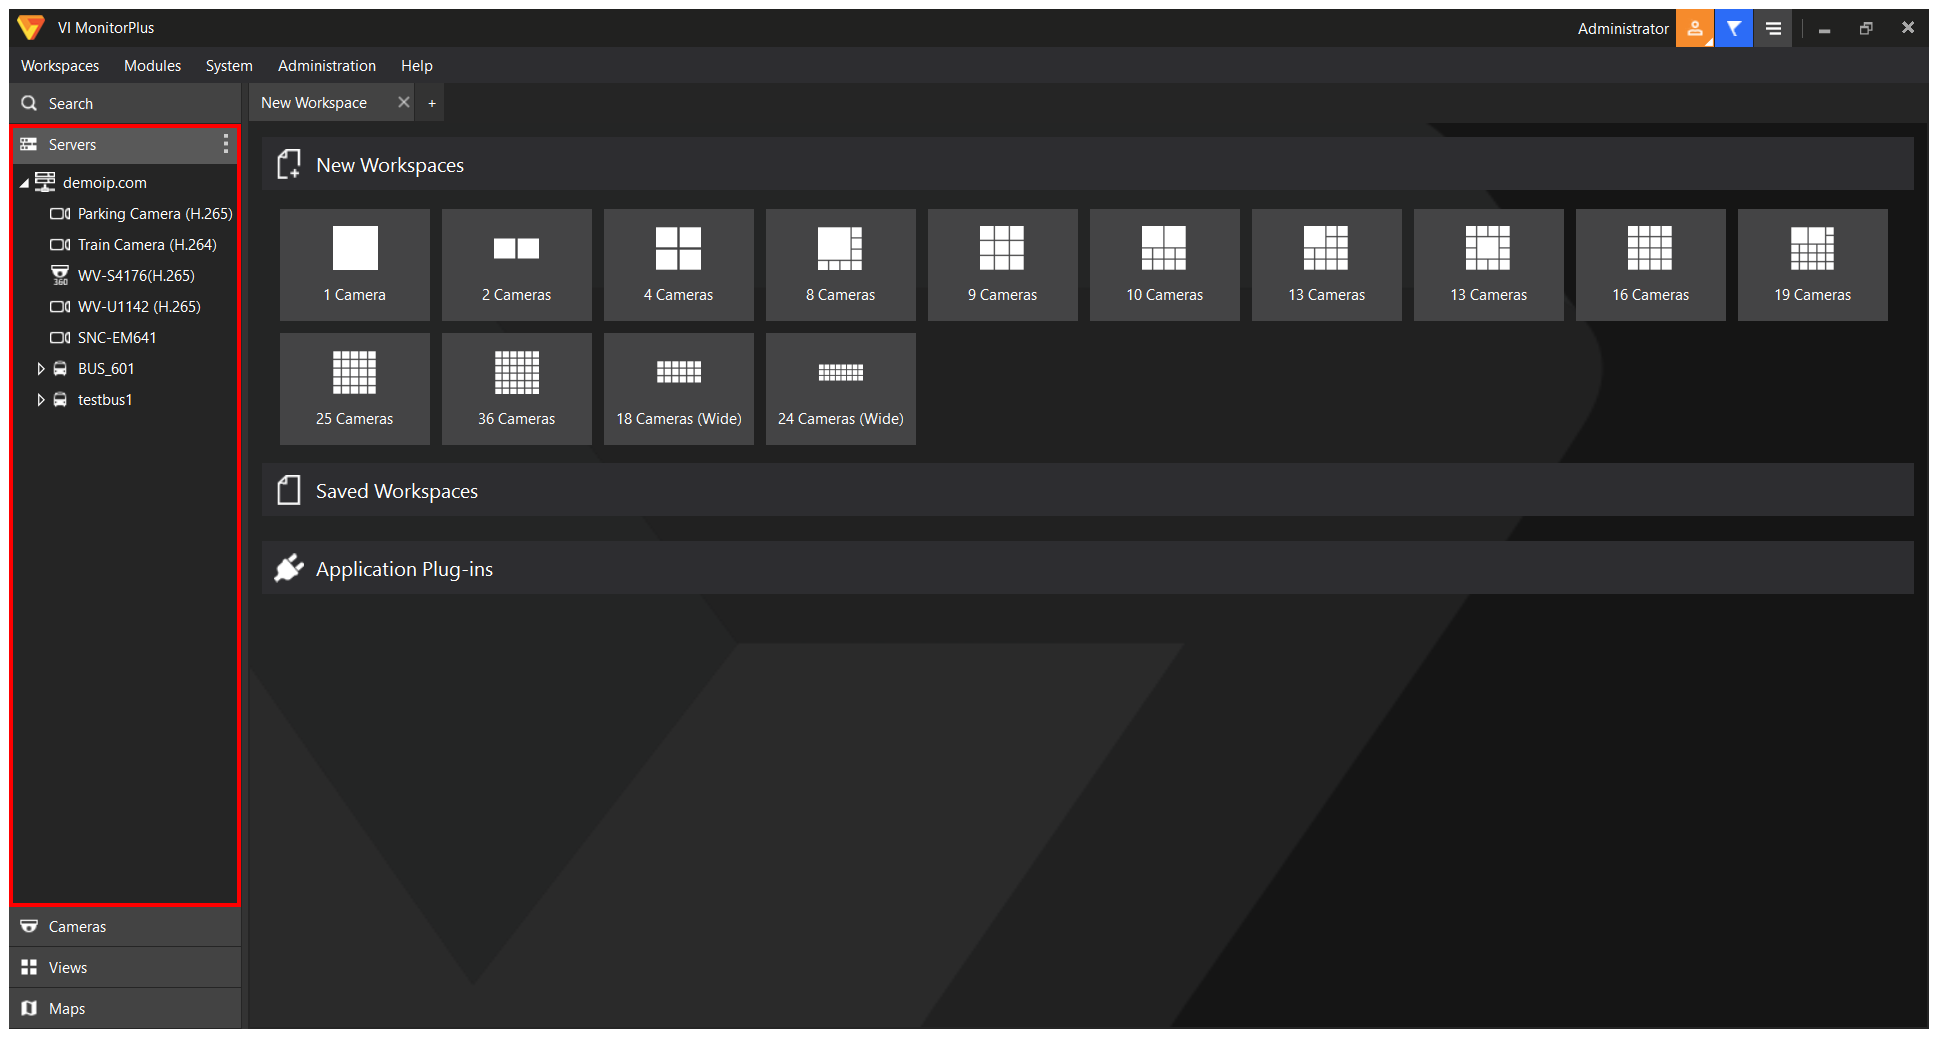 VI MonitorPlus
Administrator
Workspaces Modules System Administration Help
Search
New Workspace
+
Servers
demoip.com
Parking Camera (H.265)
Train Camera (H.264)
360
WV-S4176(H.265)
WV-U1142 (H.265)
SNC-EM641
BUS_601
testbus1
Cameras
Views
Maps
New Workspaces
1 Camera
2 Cameras
4 Cameras
8 Cameras
9 Cameras
10 Cameras
13 Cameras
13 Cameras
16 Cameras
19 Cameras
25 Cameras
36 Cameras
18 Cameras (Wide)
24 Cameras (Wide)
Saved Workspaces
Application Plug-ins